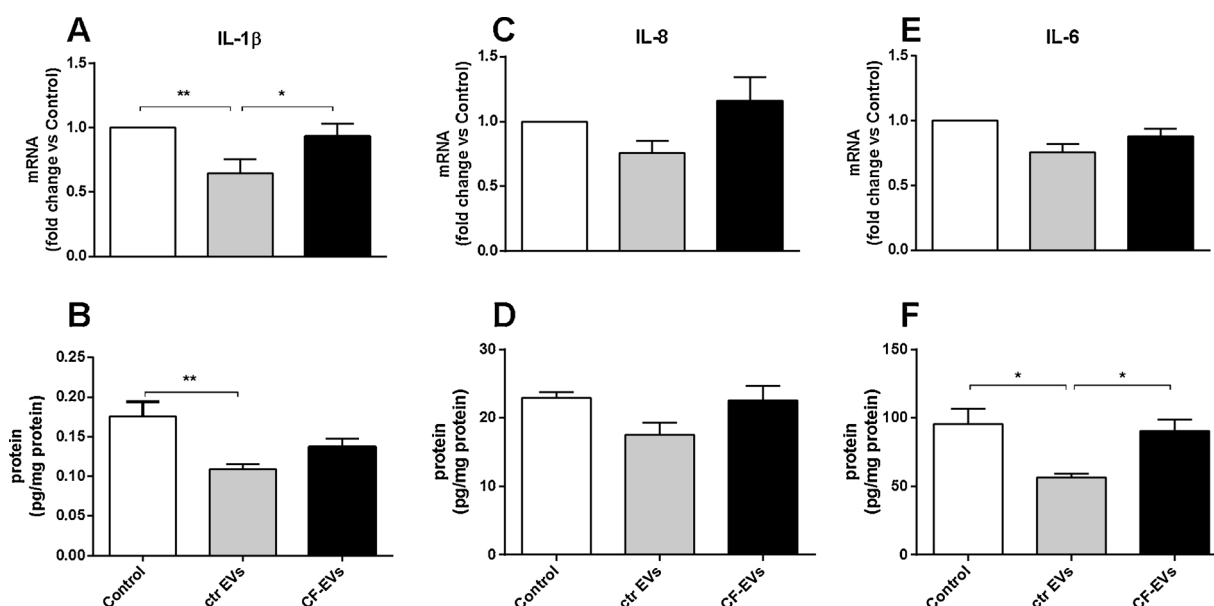 A
IL-1β
mRNA
(fold change vs Control)
1.5
1.0
0.5
0.0
**
*
C
IL-8
mRNA
(fold change vs Control)
1.5
1.0
0.5
0.0
E
IL-6
mRNA
(fold change vs Control)
1.5
1.0
0.5
0.0
B
protein
(pg/mg protein)
0.25
0.20
0.15
0.10
0.05
0.00
**
Control
ctr EVs
CF-EVs
D
protein
(pg/mg protein)
30
20
10
0
Control
ctr EVs
CF-EVs
F
protein
(pg/mg protein)
150
100
50
0
*
*
Control
ctr EVs
CF-EVs